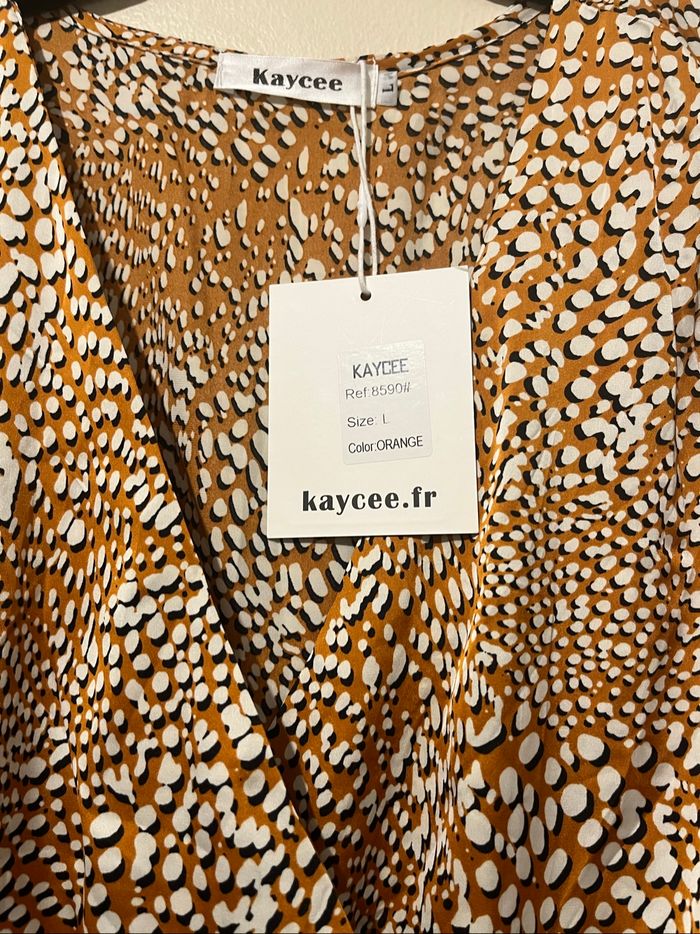 Kaycee
L
KAYCEE
Ref:8590#
Size: L
Color:ORANGE
kaycee.fr